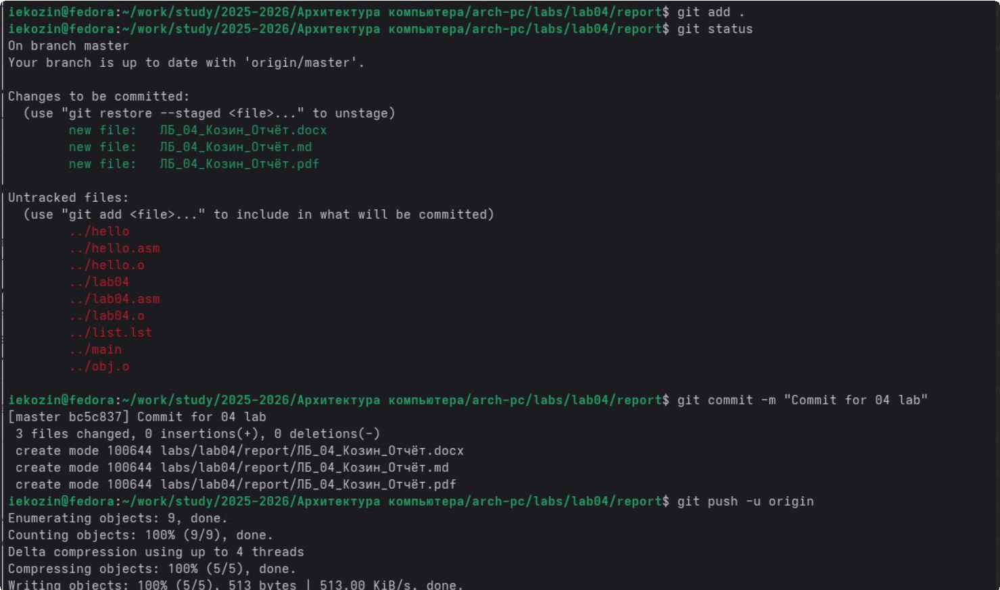 iekozin@fedora:~/work/study/2025-2026/Архитектура компьютера/arch-pc/labs/lab04/report$ git add .
iekozin@fedora:~/work/study/2025-2026/Архитектура компьютера/arch-pc/labs/lab04/report$ git status
On branch master
Your branch is up to date with 'origin/master'.
Changes to be committed:
(use "git restore --staged <file>..." to unstage)
new file:   ЛБ_04_Козин_Отчёт.docx
new file:   ЛБ_04_Козин_Отчёт.md
new file:   ЛБ_04_Козин_Отчёт.pdf
Untracked files:
(use "git add <file>..." to include in what will be committed)
../hello
../hello.asm
../hello.o
../lab04
../lab04.asm
../lab04.o
../list.lst
../main
../obj.o
iekozin@fedora:~/work/study/2025-2026/Архитектура компьютера/arch-pc/labs/lab04/report$ git commit -m "Commit for 04 lab"
[master bc5c837] Commit for 04 lab
3 files changed, 0 insertions(+), 0 deletions(-)
create mode 100644 labs/lab04/report/ЛБ_04_Козин_Отчёт.docx
create mode 100644 labs/lab04/report/ЛБ_04_Козин_Отчёт.md
create mode 100644 labs/lab04/report/ЛБ_04_Козин_Отчёт.pdf
iekozin@fedora:~/work/study/2025-2026/Архитектура компьютера/arch-pc/labs/lab04/report$ git push -u origin
Enumerating objects: 9, done.
Counting objects: 100% (9/9), done.
Delta compression using up to 4 threads
Compressing objects: 100% (5/5), done.
Writing objects: 100% (5/5), 513 bytes | 513.00 KiB/s, done.